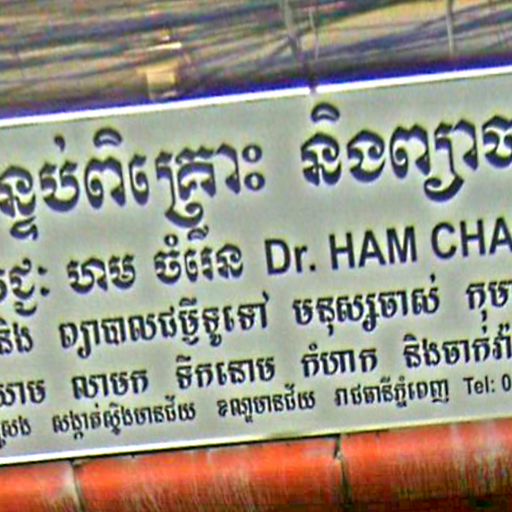 ន្ទប់ពិគ្រោះ និងព្យាបា
ហម ចំរើន Dr. HAM CHA
និង ព្យាបាលជម្ងឺទូទៅ មនុស្សចាស់ កុមា
ឈាម លាមក ទឹកនោម កំហាក និងចាក់វ៉ា
សង្កាត់ស្ទឹងមានជ័យ ខណ្ឌមានជ័យ រាជធានីភ្នំពេញ Tel: 0